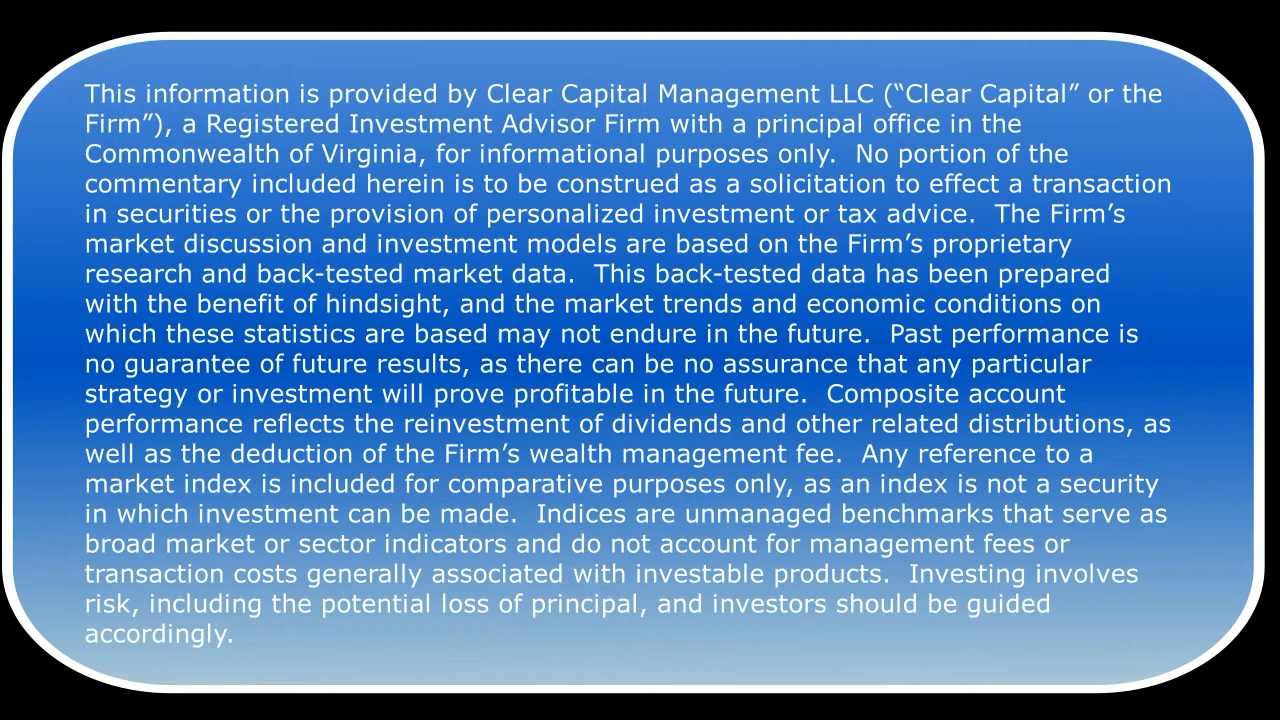 This information is provided by Clear Capital Management LLC (“Clear Capital” or the
Firm”), a Registered Investment Advisor Firm with a principal office in the
Commonwealth of Virginia, for informational purposes only.  No portion of the
commentary included herein is to be construed as a solicitation to effect a transaction
in securities or the provision of personalized investment or tax advice.  The Firm’s
market discussion and investment models are based on the Firm’s proprietary
research and back-tested market data.  This back-tested data has been prepared
with the benefit of hindsight, and the market trends and economic conditions on
which these statistics are based may not endure in the future.  Past performance is
no guarantee of future results, as there can be no assurance that any particular
strategy or investment will prove profitable in the future.  Composite account
performance reflects the reinvestment of dividends and other related distributions, as
well as the deduction of the Firm’s wealth management fee.  Any reference to a
market index is included for comparative purposes only, as an index is not a security
in which investment can be made.  Indices are unmanaged benchmarks that serve as
broad market or sector indicators and do not account for management fees or
transaction costs generally associated with investable products.  Investing involves
risk, including the potential loss of principal, and investors should be guided
accordingly.